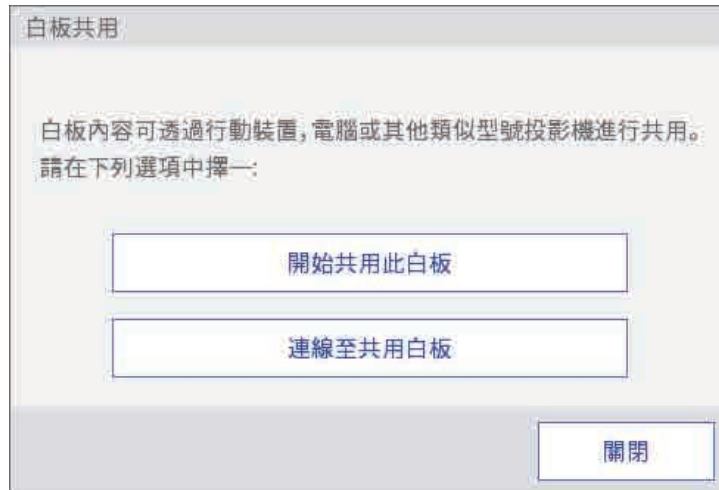 白板共用
白板內容可透過行動裝置,電腦或其他類似型號投影機進行共用。
請在下列選項中擇一:
開始共用此白板
連線至共用白板
關閉